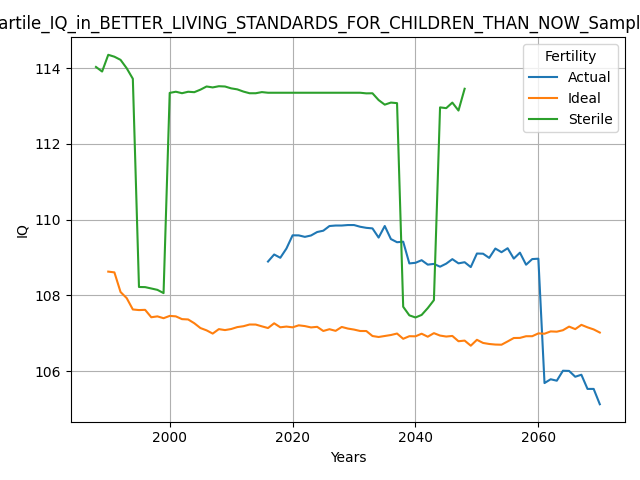 artile_IQ_in_BETTER_LIVING_STANDARDS_FOR_CHILDREN_THAN_NOW_Sampl
Fertility
Actual
Ideal
Sterile
114
112
110
108
106
IQ
2000
2020
2040
2060
Years